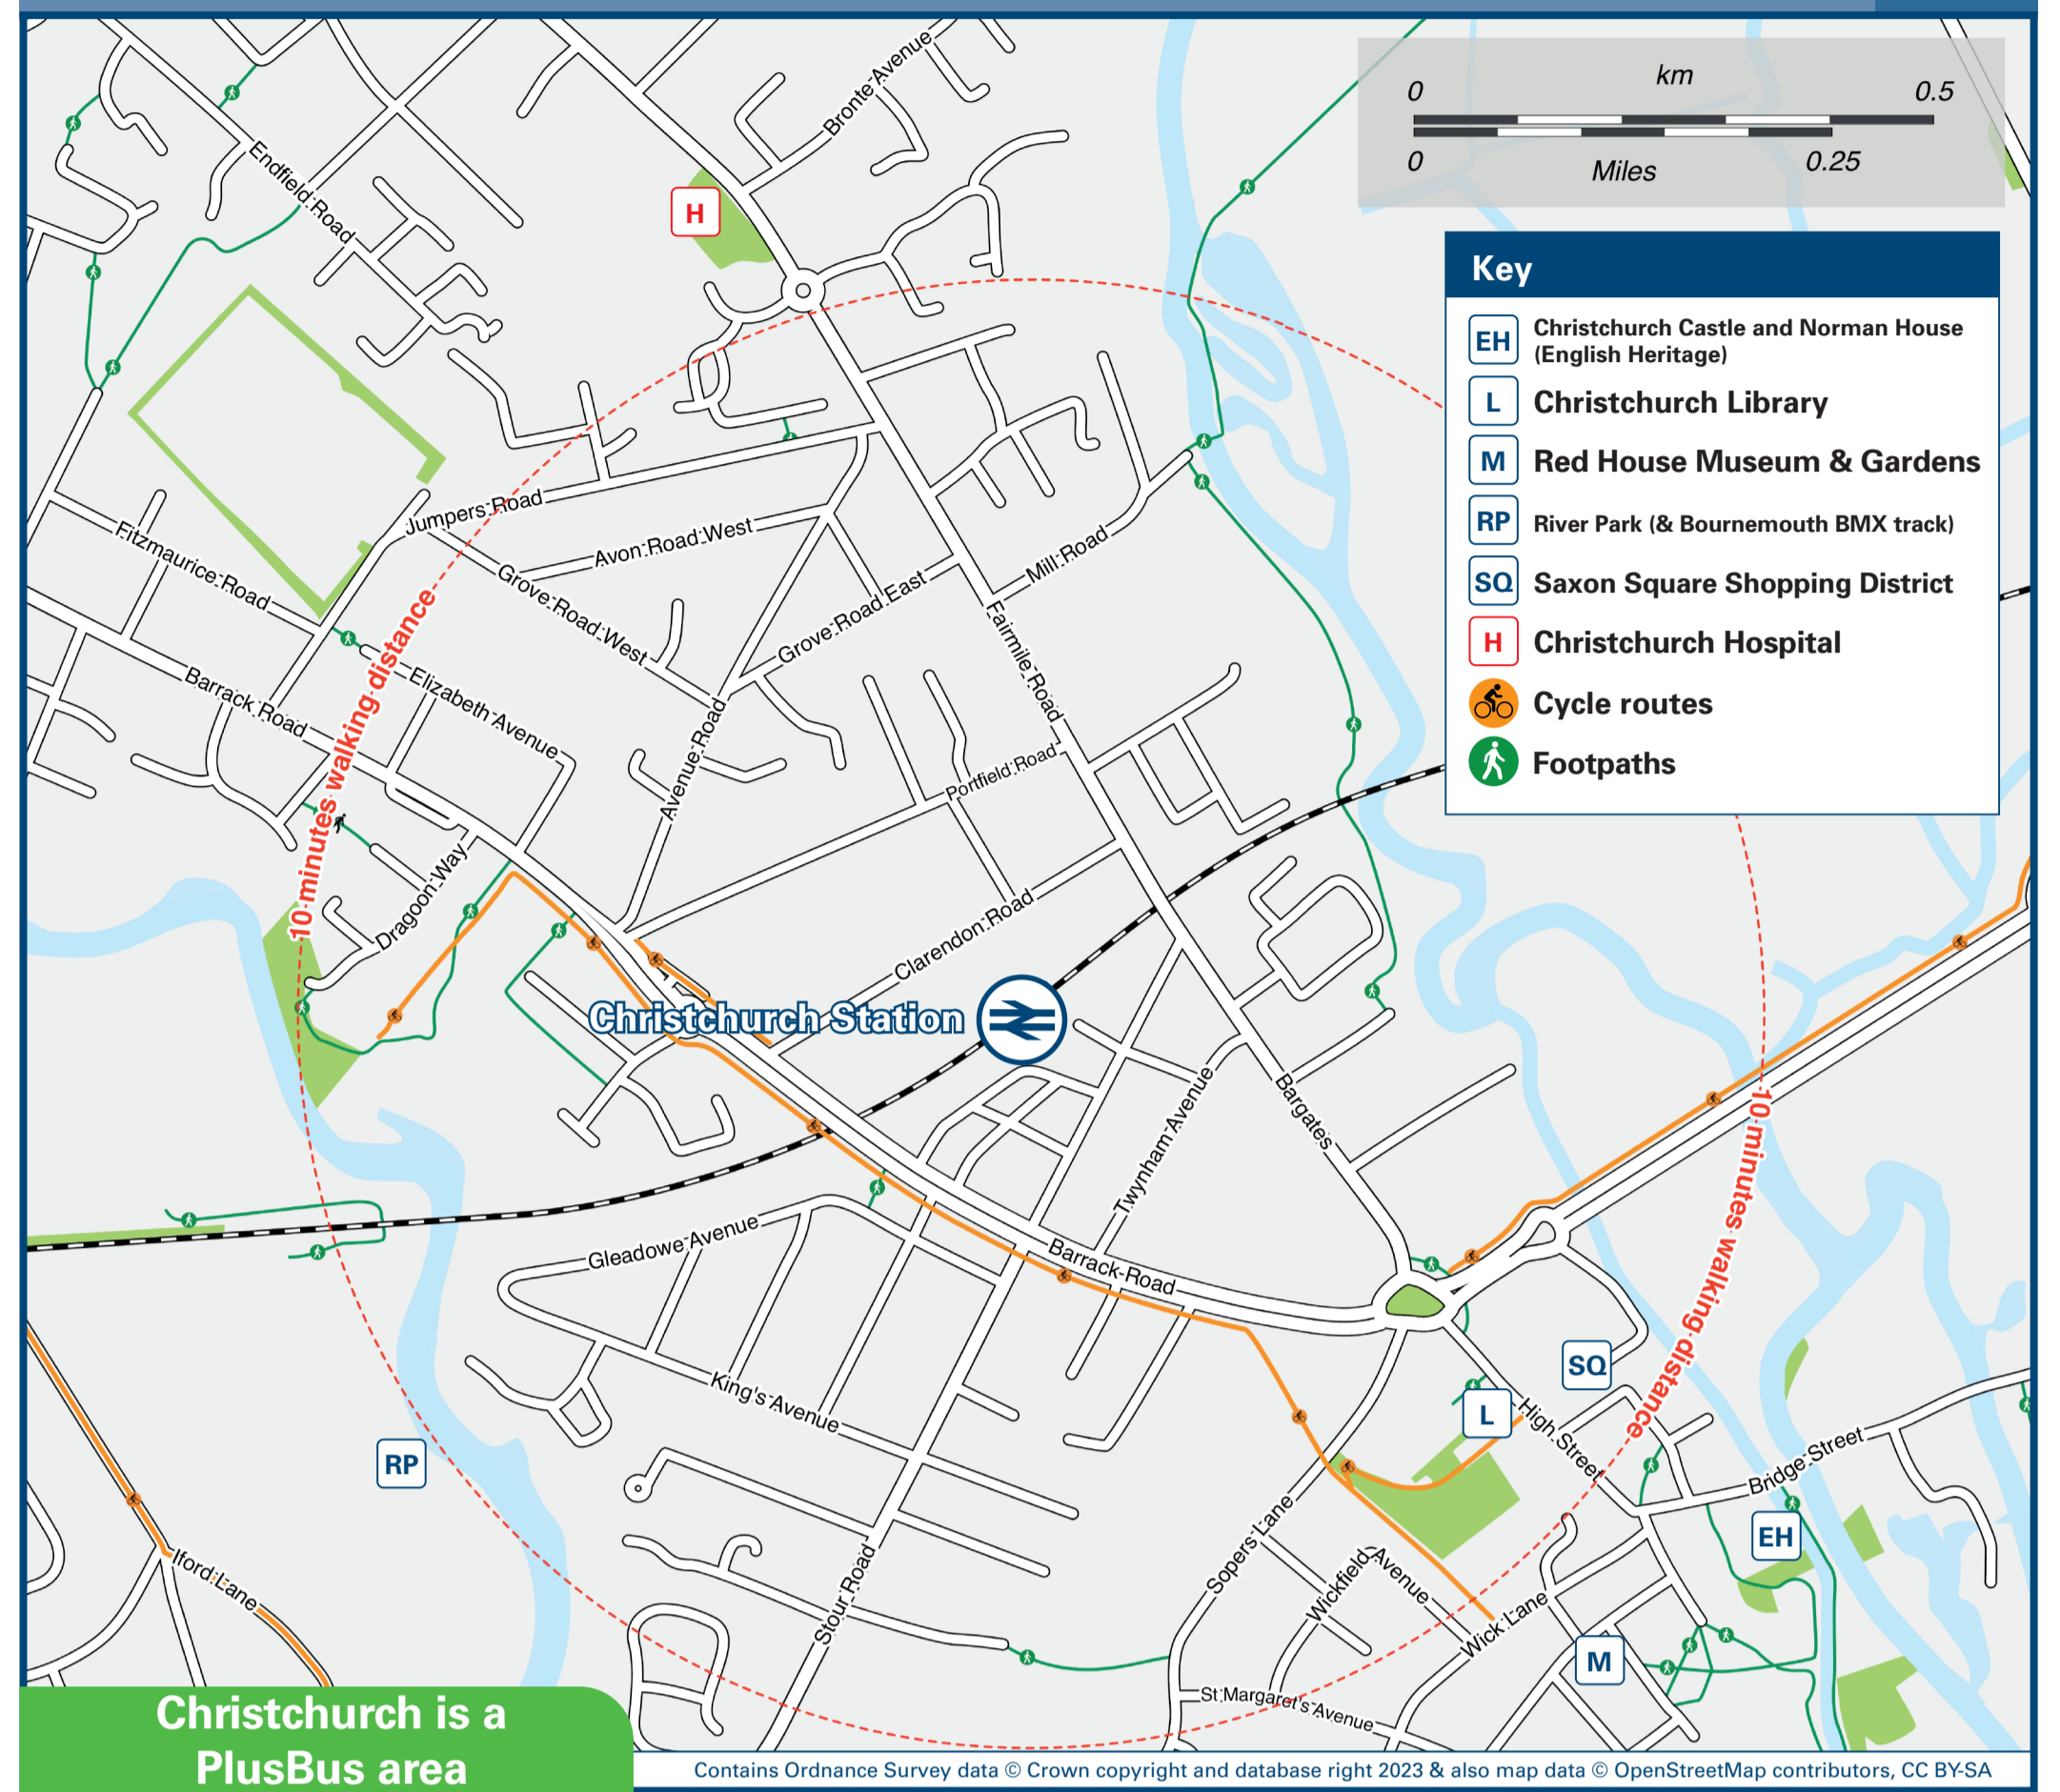 km
0
0.5
0
0.25
Miles
Key
EH
Christchurch Castle and Norman House
(English Heritage)
L
Christchurch Library
M
Red House Museum & Gardens
RP
River Park (& Bournemouth BMX track)
SQ
Saxon Square Shopping District
H
Christchurch Hospital
Cycle routes
Footpaths
Bronte Avenue
Endfield Road
H
Jumpers Road
Avon Road West
Fitzmaurice Road
Grove Road West
Grove Road East
Mill Road
Fairmile Road
10 minutes walking distance
Barrack Road
Elizabeth Avenue
Avenue Road
Portfield Road
Dragoon Way
Clarendon Road
Christchurch Station
Bargates
Twynham Avenue
10 minutes walking distance
Gleadowe Avenue
Barrack Road
King's Avenue
SQ
L
High Street
Bridge Street
RP
EH
Sopers Lane
Wickfield Avenue
Wick Lane
Stour Road
Iford Lane
M
St Margaret's Avenue
Christchurch is a
PlusBus area
Contains Ordnance Survey data © Crown copyright and database right 2023 & also map data © OpenStreetMap contributors, CC BY-SA